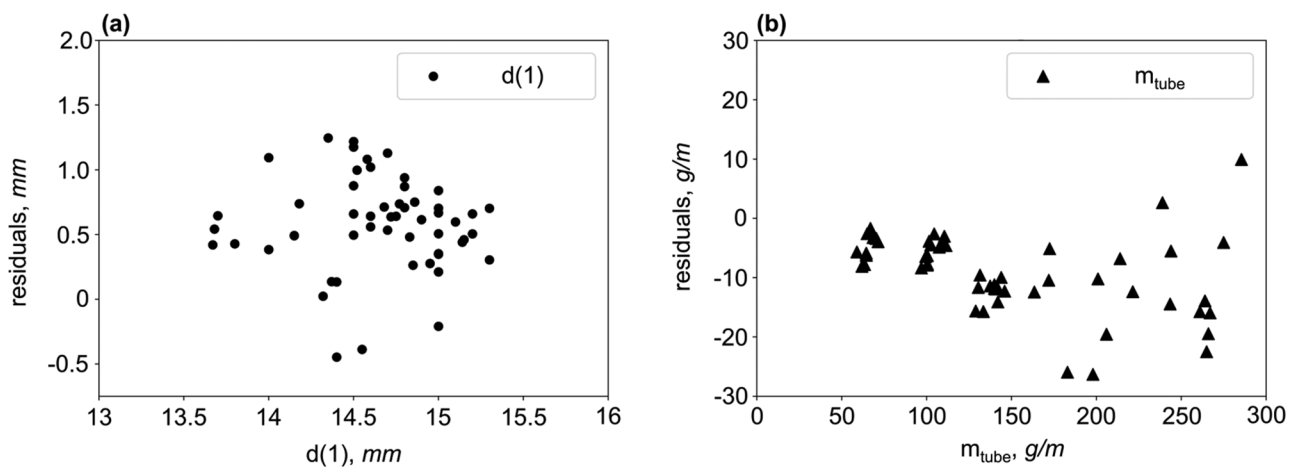 (a)
2.0
1.5
1.0
0.5
0
-0.5
residuals, mm
d(1)
13 13.5 14 14.5 15 15.5 16
d(1), mm
(b)
30
20
10
0
-10
-20
-30
residuals, g/m
m_tube
0 50 100 150 200 250 300
m_tube, g/m